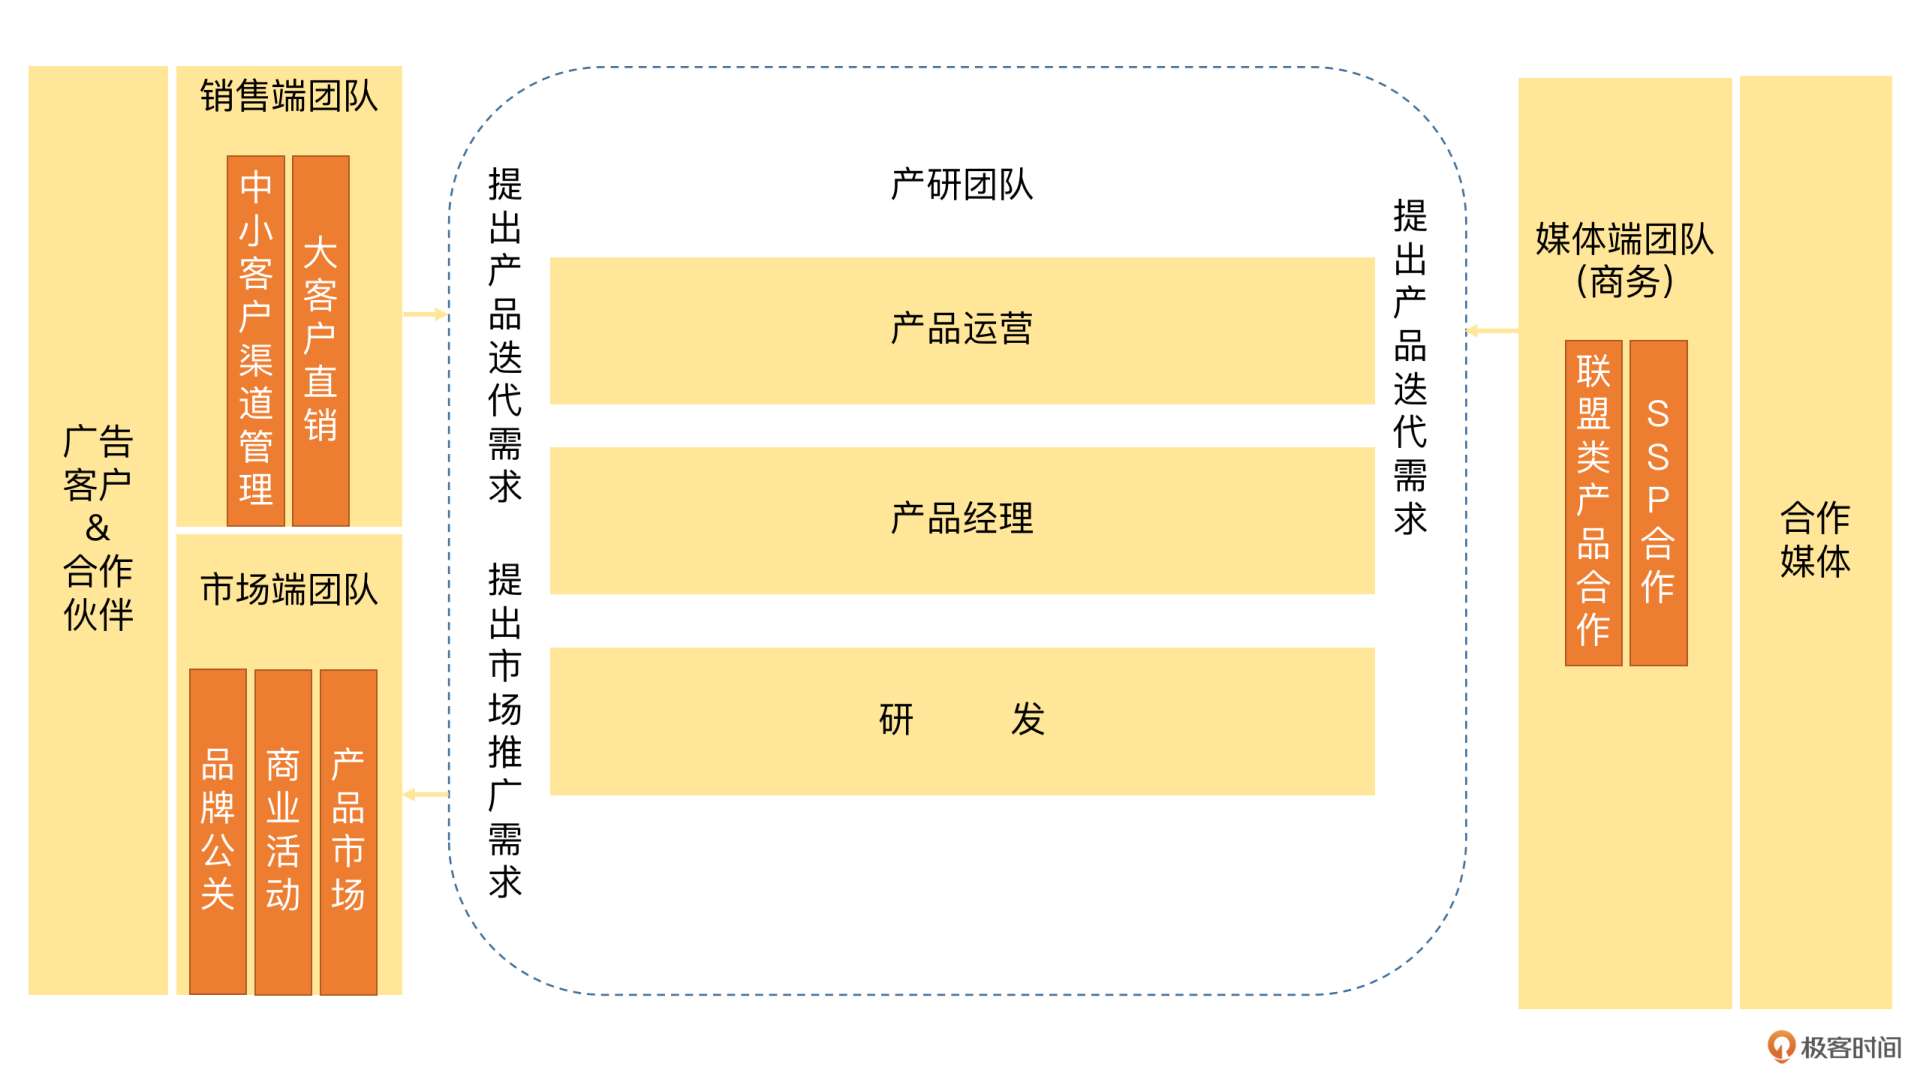 广告
客户
&
合作
伙伴
销售端团队
中小客户渠道管理
大客户直销
市场端团队
品牌公关
商业活动
产品市场
提出产品迭代需求
提出市场推广需求
产研团队
产品运营
产品经理
研 发
提出产品迭代需求
媒体端团队
（商务）
联盟类产品合作
SSP合作
合作
媒体
极客时间